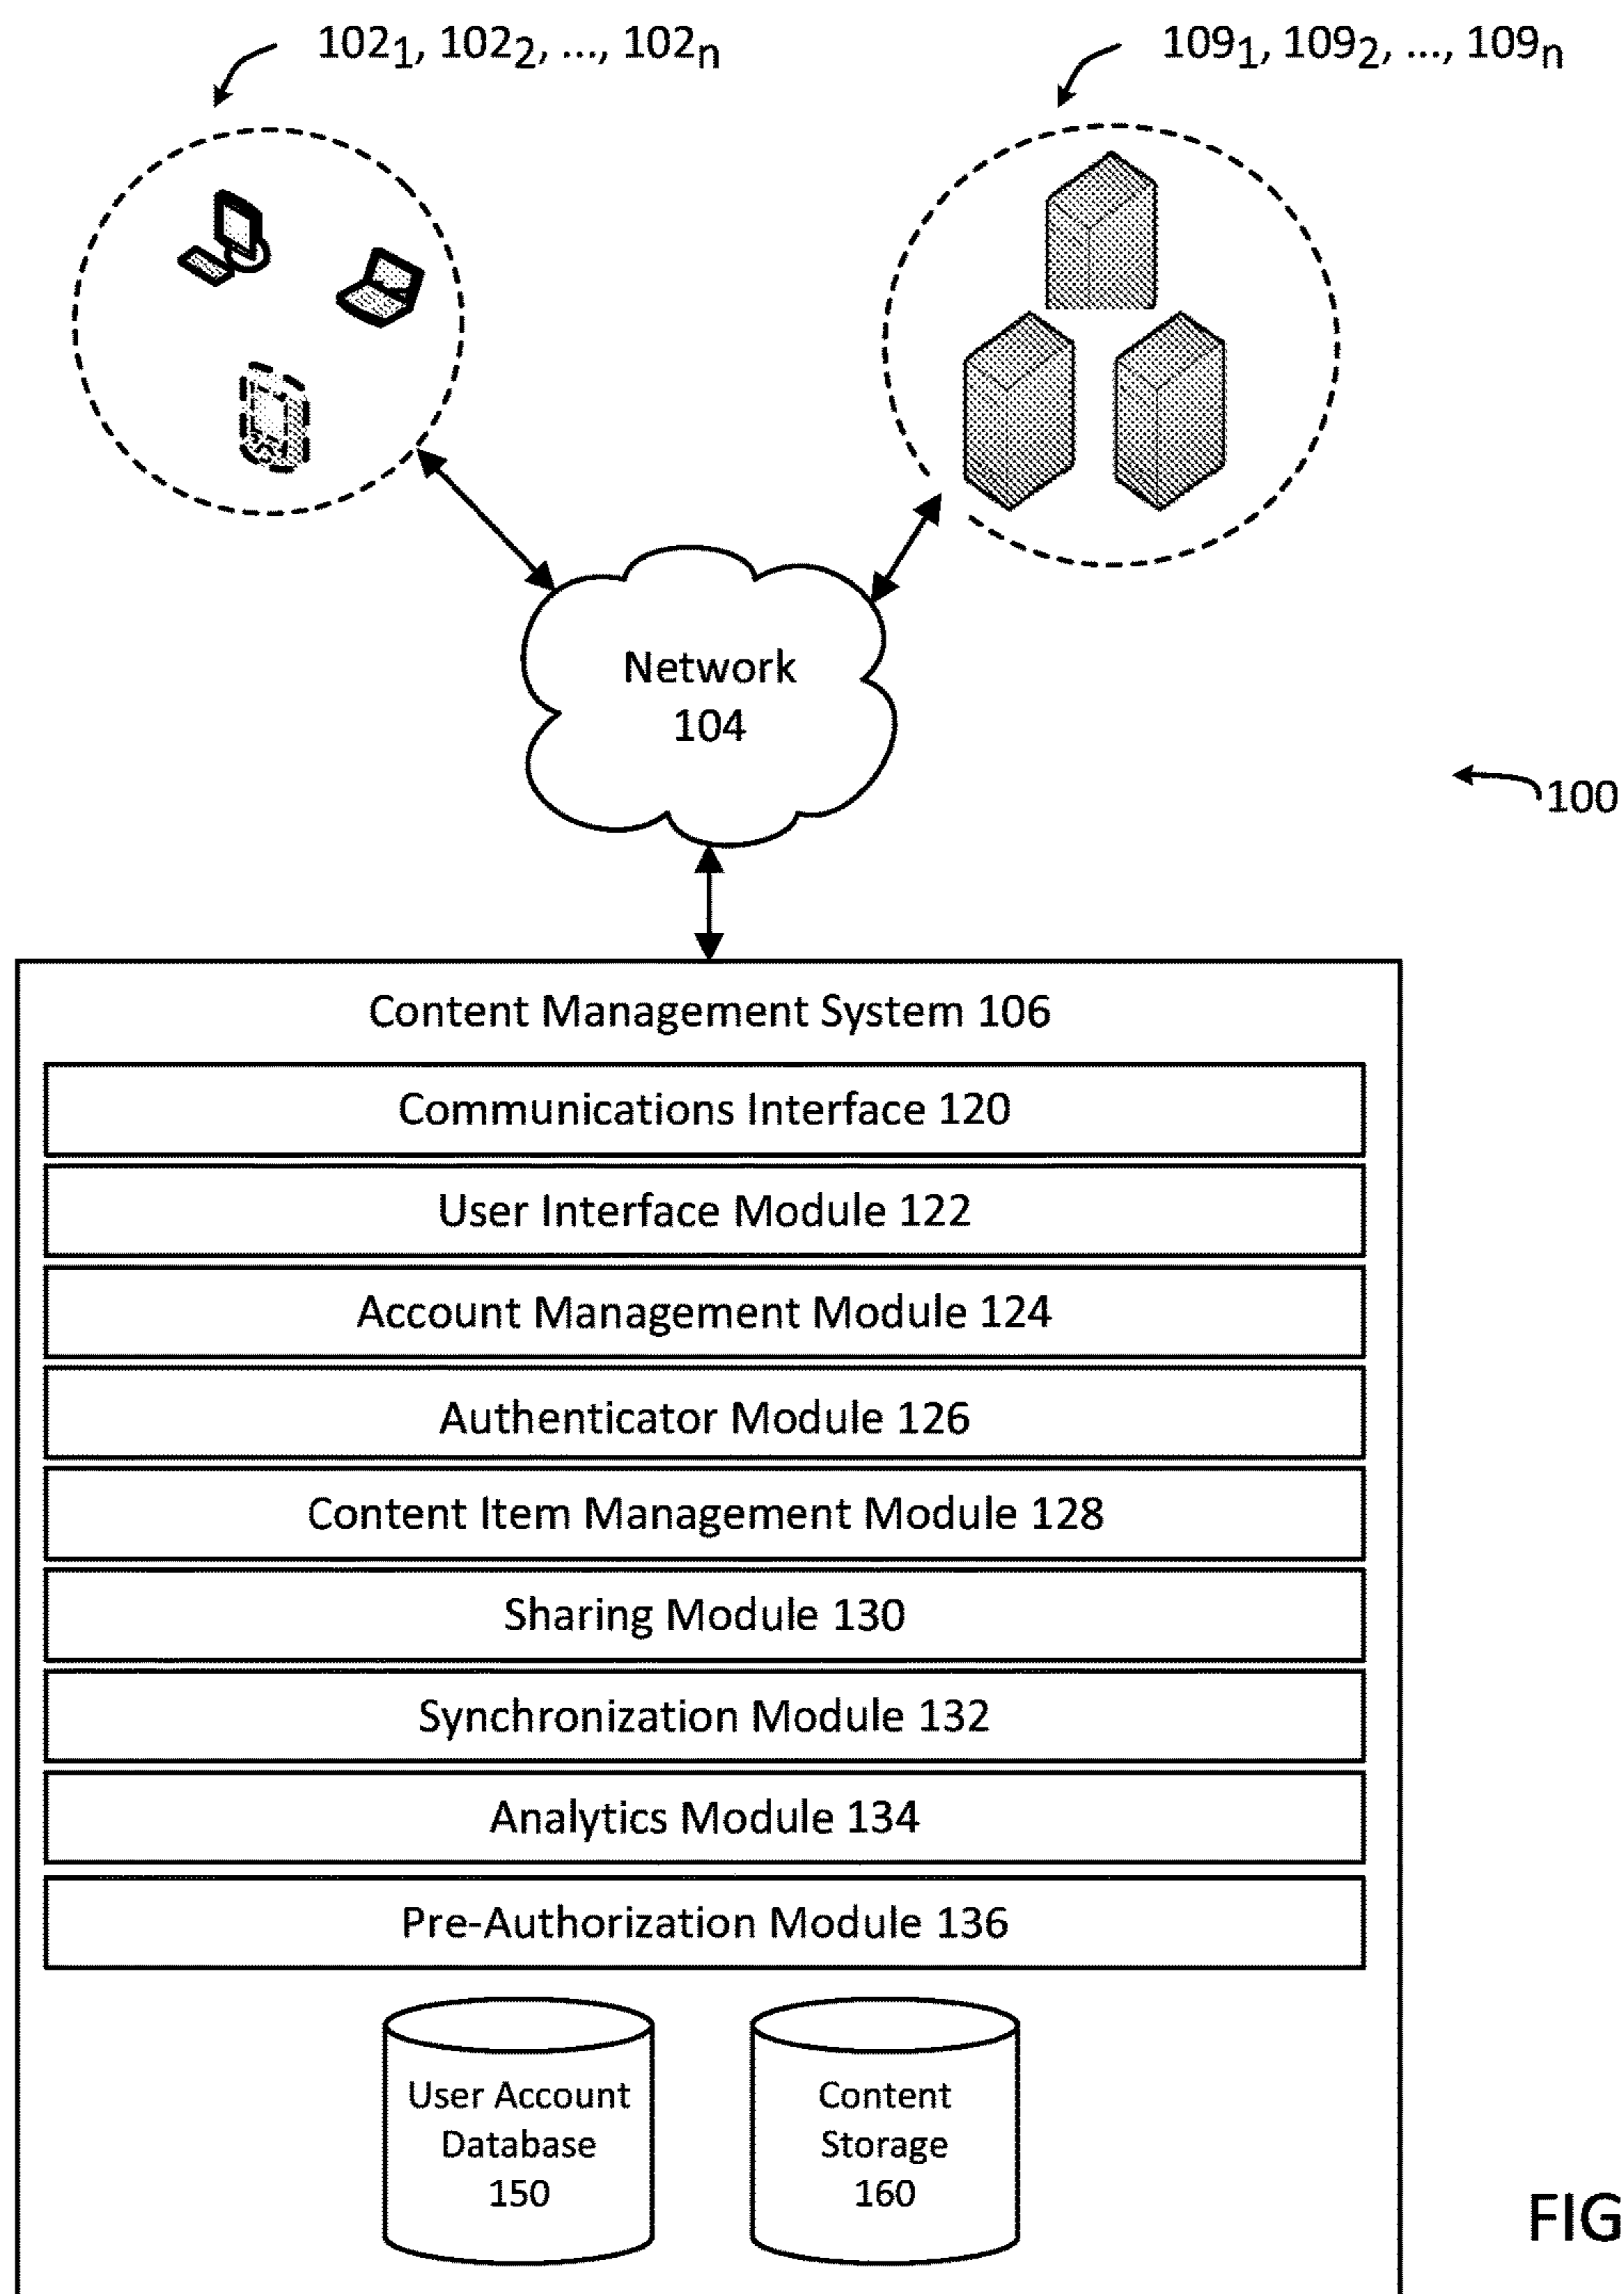 102₁, 102₂, ..., 102ₙ
109₁, 109₂, ..., 109ₙ
Network
104
100
Content Management System 106
Communications Interface 120
User Interface Module 122
Account Management Module 124
Authenticator Module 126
Content Item Management Module 128
Sharing Module 130
Synchronization Module 132
Analytics Module 134
Pre-Authorization Module 136
User Account
Database
150
Content
Storage
160
FIG